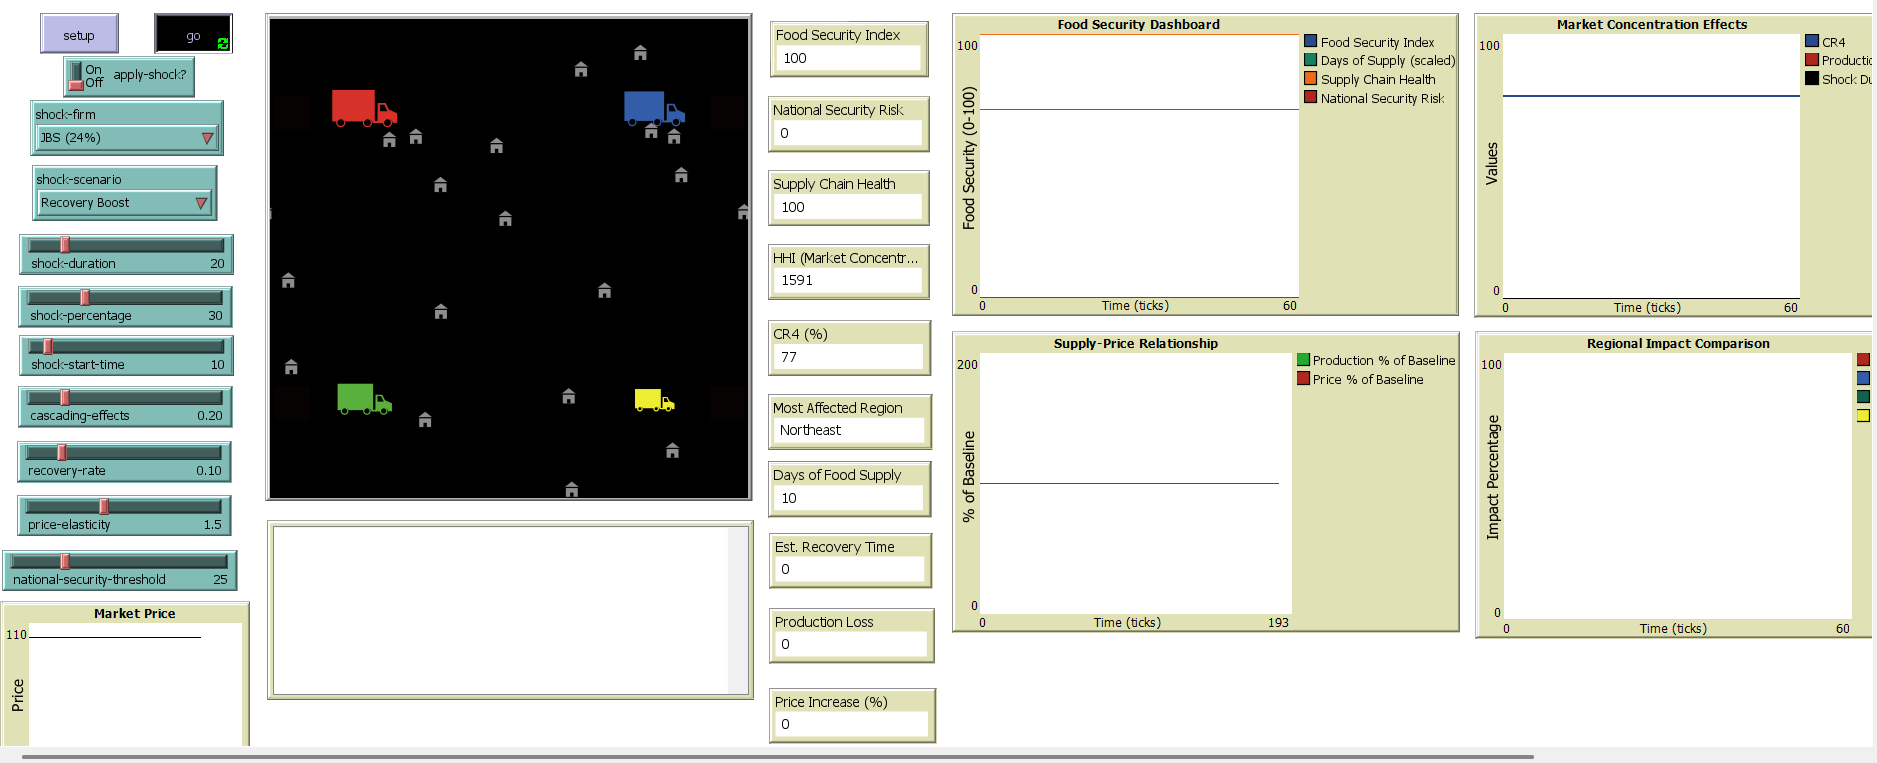 setup
go
On
Off
apply-shock?
shock-firm
JBS (24%)
shock-scenario
Recovery Boost
shock-duration 20
shock-percentage 30
shock-start-time 10
cascading-effects 0.20
recovery-rate 0.10
price-elasticity 1.5
national-security-threshold 25
Market Price
110
Price
Food Security Index
100
National Security Risk
0
Supply Chain Health
100
HHI (Market Concentr...
1591
CR4 (%)
77
Most Affected Region
Northeast
Days of Food Supply
10
Est. Recovery Time
0
Production Loss
0
Price Increase (%)
0
Food Security Dashboard
100
Food Security (0-100)
0
0 Time (ticks) 60
Food Security Index
Days of Supply (scaled)
Supply Chain Health
National Security Risk
Market Concentration Effects
100
Values
0
0 Time (ticks) 60
CR4
Productic
Shock Du
Supply-Price Relationship
200
% of Baseline
0
0 Time (ticks) 193
Production % of Baseline
Price % of Baseline
Regional Impact Comparison
100
Impact Percentage
0
0 Time (ticks) 60